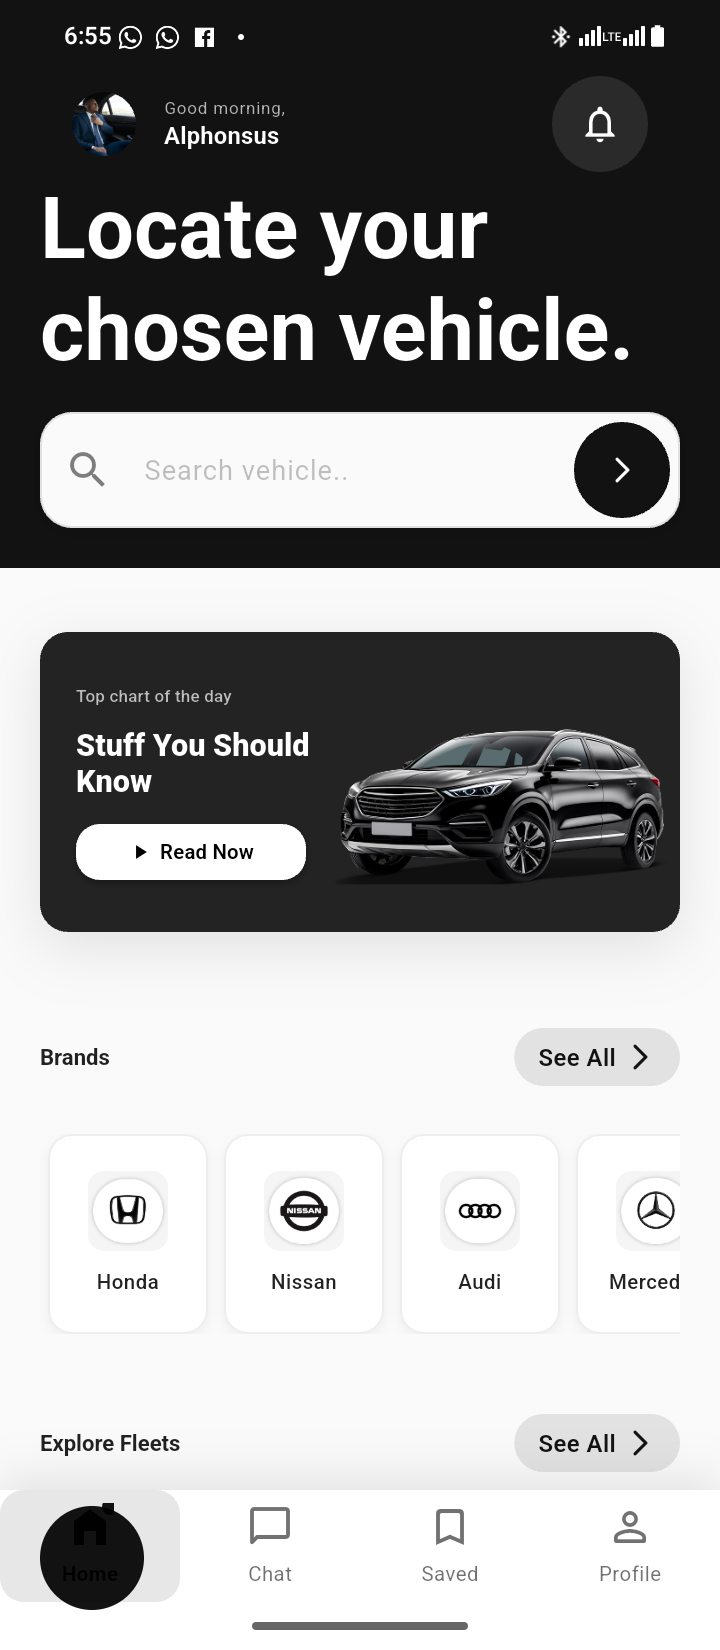 6:55
LTE
Good morning,
Alphonsus
Locate your
chosen vehicle.
Search vehicle..
Top chart of the day
Stuff You Should
Know
Read Now
Brands
See All
NISSAN
Honda
Nissan
Audi
Merced
Explore Fleets
See All
Home
Chat
Saved
Profile